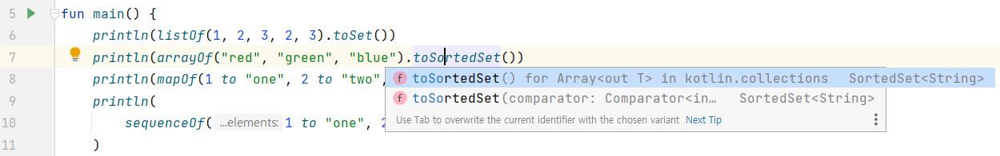 5 fun main() {
6 println(listOf(1, 2, 3, 2, 3).toSet())
7 println(arrayOf("red", "green", "blue").toSortedSet())
8 println(mapOf(1 to "one", 2 to "two",
toSortedSet() for Array<out T> in kotlin.collections SortedSet<String>
9 println(
toSortedSet(comparator: Comparator<in… SortedSet<String>
10 sequenceOf( …elements: 1 to "one", 2
Use Tab to overwrite the current identifier with the chosen variant Next Tip
11 )